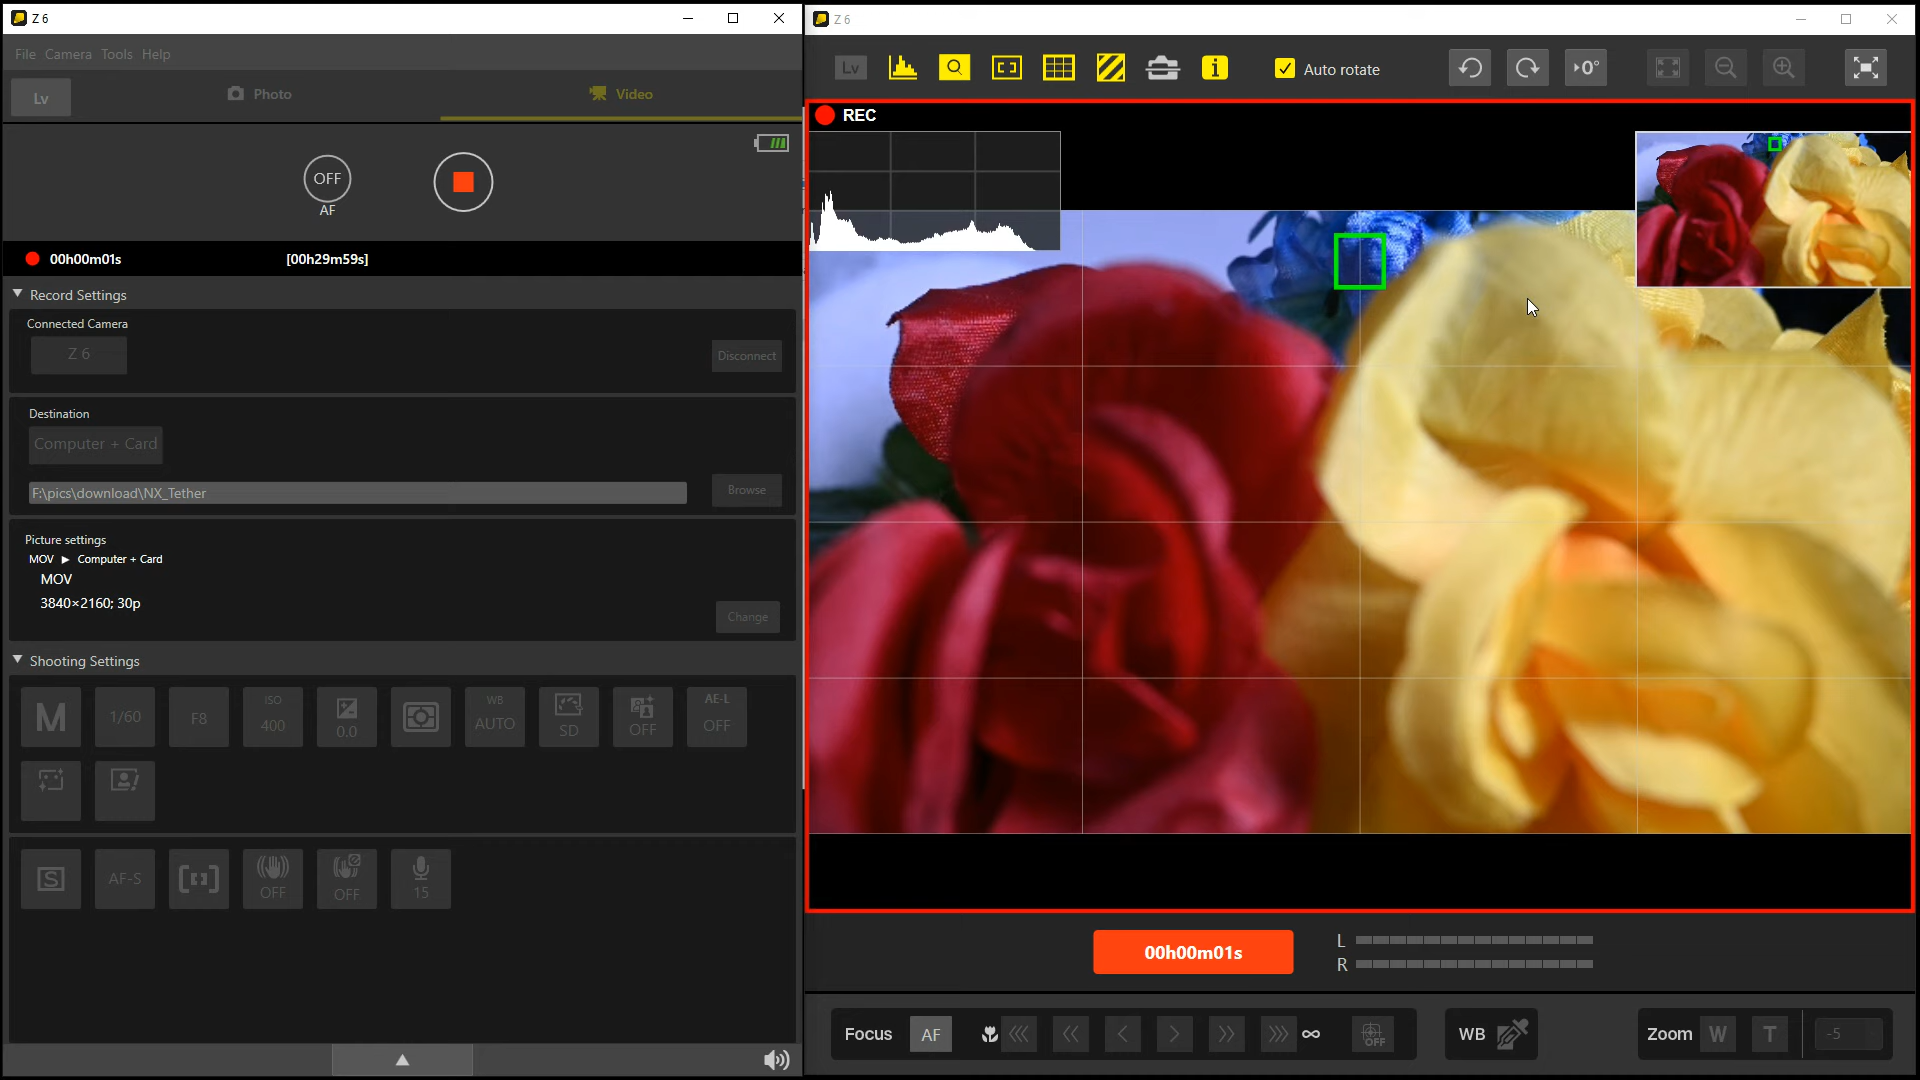 Z 6
File Camera Tools Help
Lv
Photo
Video
OFF
AF
00h00m01s [00h29m59s]
Record Settings
Connected Camera
Z 6
Disconnect
Destination
Computer + Card
F:\pics\download\NX_Tether
Browse
Picture settings
MOV ▶ Computer + Card
MOV
3840×2160; 30p
Change
Shooting Settings
M
1/60
F8
ISO
400
0.0
WB
AUTO
SD
OFF
AE-L
OFF
S
AF-S
OFF
OFF
15
Z 6
Lv
Auto rotate
0°
REC
00h00m01s
L
R
Focus AF
∞
OFF
WB
Zoom W T -5